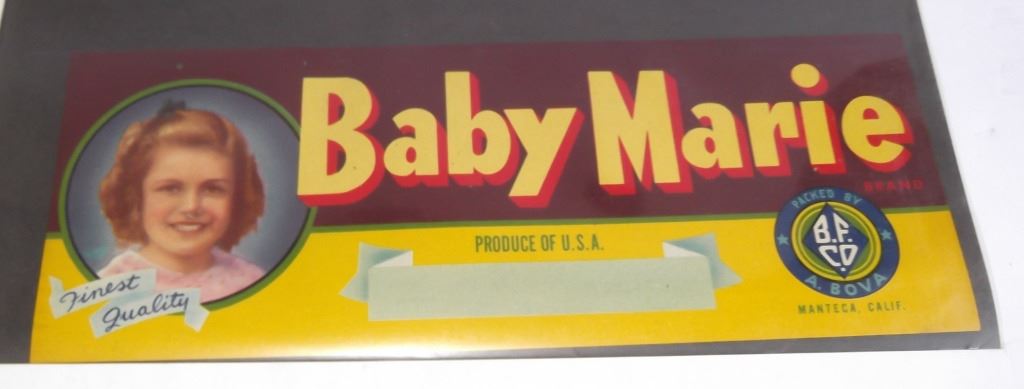 Baby Marie
BRAND
PRODUCE OF U.S.A.
Finest
Quality
PACKED BY
B.F.
CO.
A. BOVA
MANTECA, CALIF.